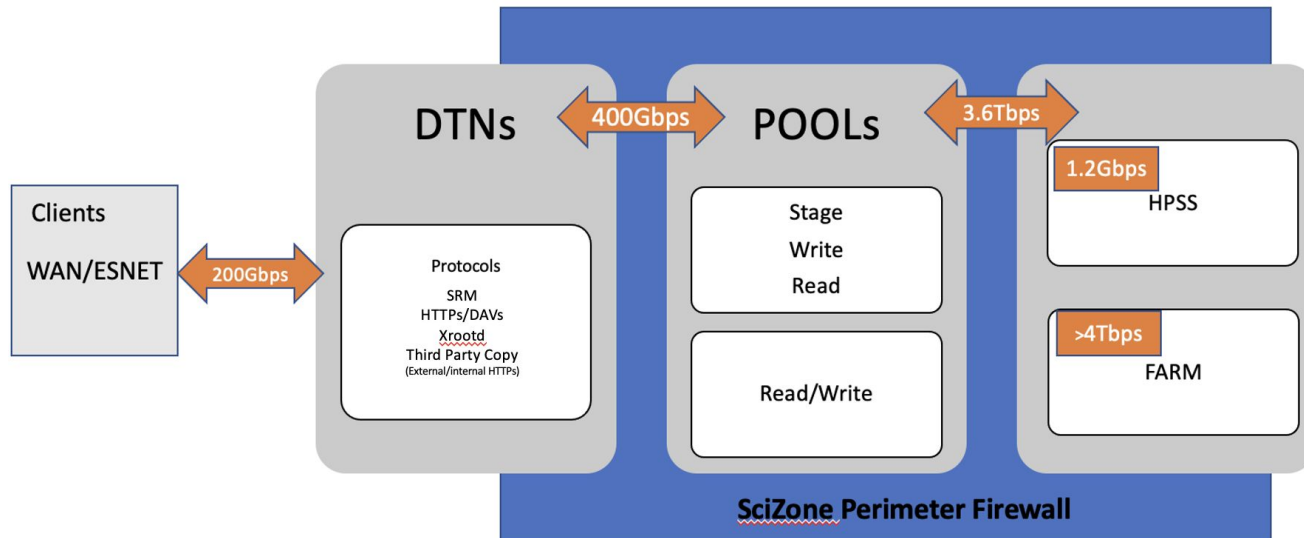 Clients
WAN/ESNET
200Gbps
DTNs
Protocols
SRM
HTTPs/DAVs
Xrootd
Third Party Copy
(External/internal HTTPs)
400Gbps
POOLs
Stage
Write
Read
Read/Write
3.6Tbps
1.2Gbps
HPSS
>4Tbps
FARM
SciZone Perimeter Firewall